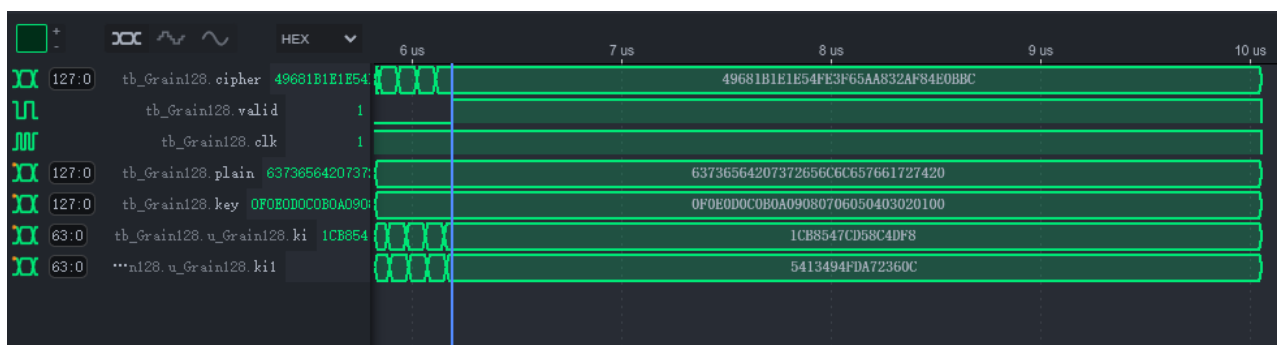 +
-
HEX
6 us 7 us 8 us 9 us 10 us
127:0 tb_Grain128.cipher 49681B1E1E54 49681B1E1E54FE3F65AA832AF84E0BBC
tb_Grain128.valid 1
tb_Grain128.clk 1
127:0 tb_Grain128.plain 637365642073 63736564207372656C6C657661727420
127:0 tb_Grain128.key 0F0E0D0C0B0A090 0F0E0D0C0B0A09080706050403020100
63:0 tb_Grain128.u_Grain128.ki 1CB854 1CB8547CD58C4DF8
63:0 ···n128.u_Grain128.ki1 5413494FDA72360C